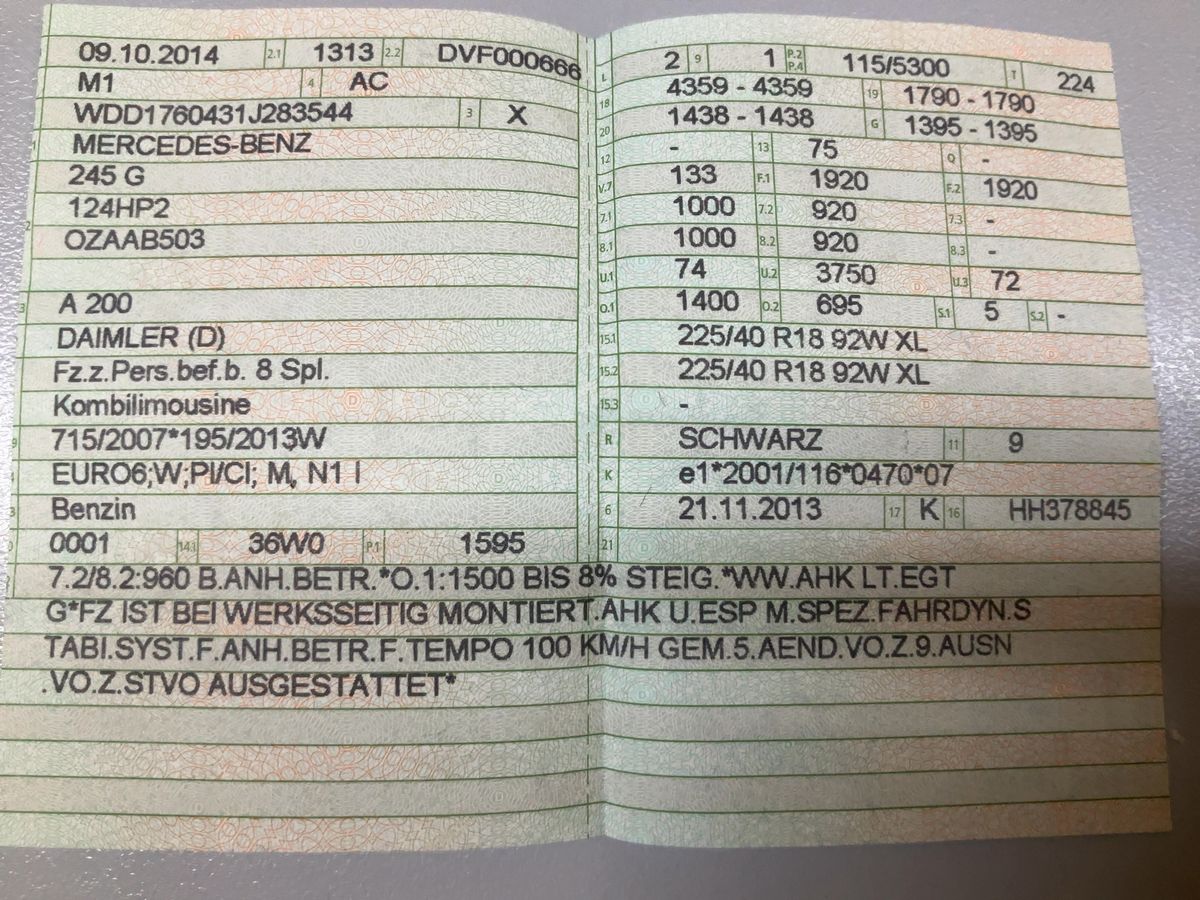 09.10.2014 2.1 1313 2.2 DVF000666
M1 4 AC
WDD1760431J283544 3 X
MERCEDES-BENZ
245 G
124HP2
OZAAB503
A 200
DAIMLER (D)
Fz.z.Pers.bef.b. 8 Spl.
Kombilimousine
715/2007*195/2013W
EURO6;W;PI/CI; M, N1 I
Benzin
0001 14.1 36W0 P.1 1595
L 2 9 1 P.2 P.4 115/5300 T 224
18 4359 - 4359 19 1790 - 1790
20 1438 - 1438 G 1395 - 1395
12 - 13 75 Q -
V.7 133 F.1 1920 F.2 1920
7.1 1000 7.2 920 7.3 -
8.1 1000 8.2 920 8.3 -
U.1 74 U.2 3750 U.3 72
O.1 1400 O.2 695 S.1 5 S.2 -
15.1 225/40 R18 92W XL
15.2 225/40 R18 92W XL
15.3 -
R SCHWARZ 11 9
K e1*2001/116*0470*07
6 21.11.2013 17 K 16 HH378845
21
7.2/8.2:960 B.ANH.BETR.*O.1:1500 BIS 8% STEIG.*WW.AHK LT.EGT
G*FZ IST BEI WERKSSEITIG MONTIERT.AHK U.ESP M.SPEZ.FAHRDYN.S
TABI.SYST.F.ANH.BETR.F.TEMPO 100 KM/H GEM.5.AEND.VO.Z.9.AUSN
.VO.Z.STVO AUSGESTATTET*